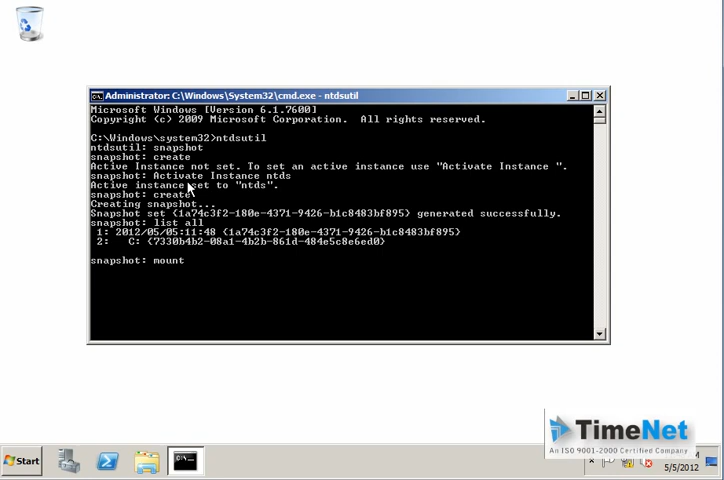 Administrator: C:\Windows\System32\cmd.exe - ntdsutil
Microsoft Windows [Version 6.1.7600]
Copyright (c) 2009 Microsoft Corporation. All rights reserved.
C:\Windows\system32>ntdsutil
ntdsutil: snapshot
snapshot: create
Active Instance not set. To set an active instance use "Activate Instance ".
snapshot: Activate Instance ntds
Active instance set to "ntds".
snapshot: create
Creating snapshot...
Snapshot set {1a74c3f2-180e-4371-9426-b1c8483bf895} generated successfully.
snapshot: list all
1: 2012/05/05:11:48 {1a74c3f2-180e-4371-9426-b1c8483bf895}
2: C: {7330b4b2-08a1-4b2b-861d-484e5c8e6ed0}
snapshot: mount
TimeNet
An ISO 9001-2000 Certified Company
Start
5/5/2012